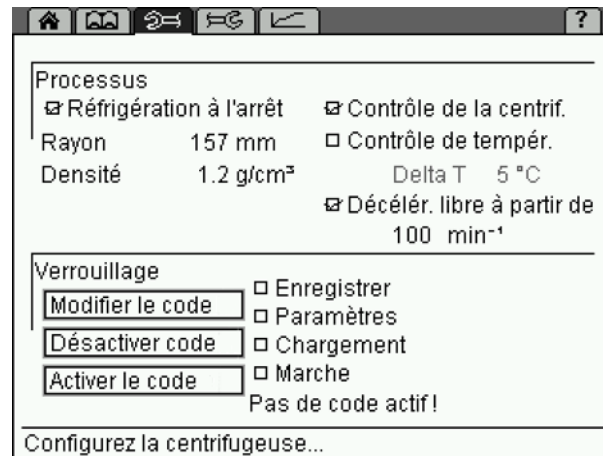 ?
Processus
Réfrigération à l'arrêt
Contrôle de la centrif.
Rayon 157 mm
Contrôle de tempér.
Densité 1.2 g/cm³
Delta T 5 °C
Décélér. libre à partir de
100 min⁻¹
Verrouillage
Modifier le code
Désactiver code
Activer le code
Enregistrer
Paramètres
Chargement
Marche
Pas de code actif !
Configurez la centrifugeuse...